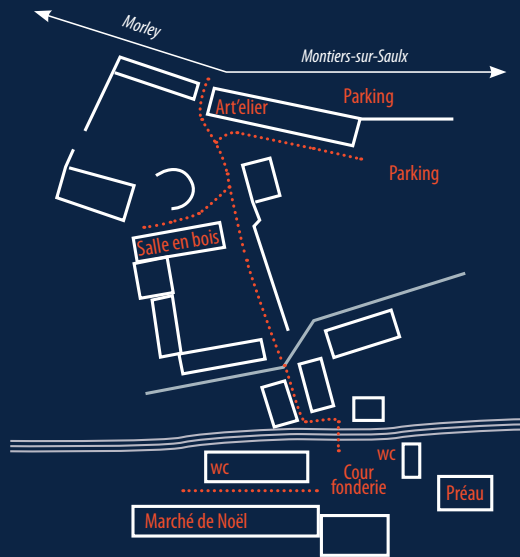 Morley
Montiers-sur-Saulx
Parking
Art'elier
Parking
Salle en bois
wc
wc
Cour
fonderie
Préau
Marché de Noël